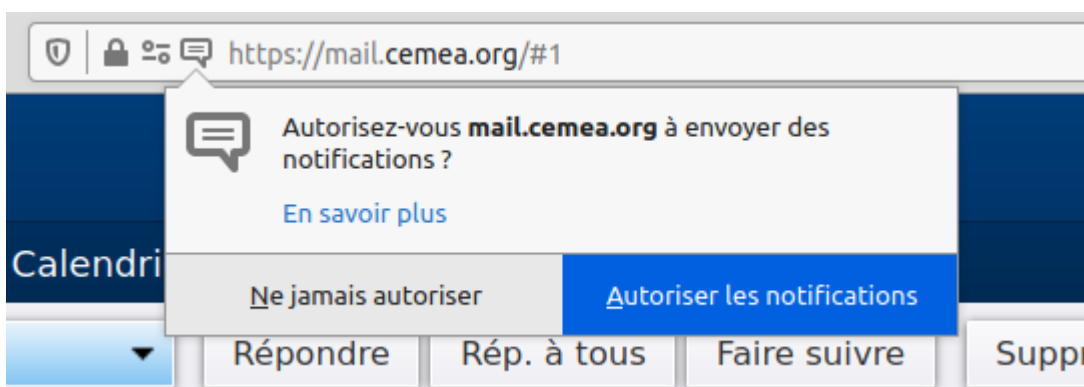 https://mail.cemea.org/#1
Autorisez-vous mail.cemea.org à envoyer des
notifications ?
En savoir plus
Calendri
Ne jamais autoriser
Autoriser les notifications
Répondre
Rép. à tous
Faire suivre
Supp